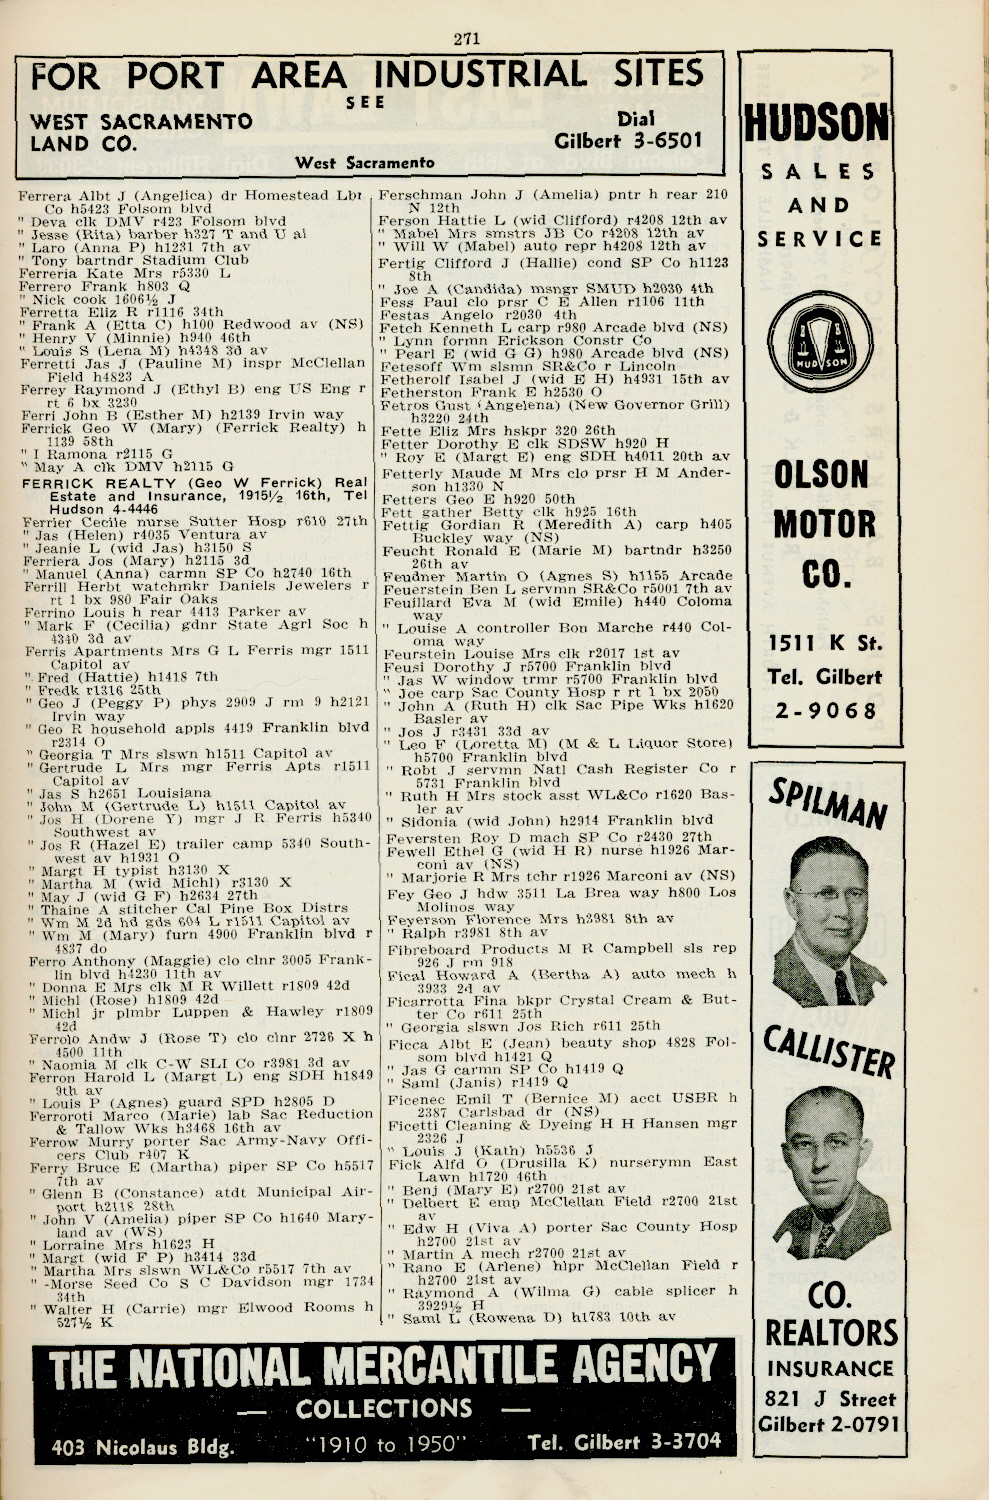 271
FOR PORT AREA INDUSTRIAL SITES
SEE
WEST SACRAMENTO
LAND CO.
Dial
Gilbert 3-6501
West Sacramento
Ferrera Albt J (Angelica) dr Homestead Lbr
Co h5423 Folsom blvd
" Deva clk DMV r423 Folsom blvd
" Jesse (Rita) barber h327 T and U al
" Laro (Anna P) h1231 7th av
" Tony bartndr Stadium Club
Ferreria Kate Mrs r5330 L
Ferrero Frank h803 Q
" Nick cook 1606½ J
Ferretta Eliz R r1116 34th
" Frank A (Etta C) h100 Redwood av (NS)
" Henry V (Minnie) h940 46th
" Louis S (Lena M) h4348 3d av
Ferretti Jas J (Pauline M) inspr McClellan
Field h4823 A
Ferrey Raymond J (Ethyl B) eng US Eng r
rt 6 bx 3230
Ferri John B (Esther M) h2139 Irvin way
Ferrick Geo W (Mary) (Ferrick Realty) h
1139 58th
" I Ramona r2115 G
" May A clk DMV h2115 G
FERRICK REALTY (Geo W Ferrick) Real
Estate and Insurance, 1915½ 16th, Tel
Hudson 4-4446
Ferrier Cecile nurse Sutter Hosp r610 27th
" Jas (Helen) r4035 Ventura av
" Jeanie L (wid Jas) h3150 S
Ferriera Jos (Mary) h2115 3d
" Manuel (Anna) carmn SP Co h2740 16th
Ferrill Herbt watchmkr Daniels Jewelers r
rt 1 bx 980 Fair Oaks
Ferrino Louis h rear 4413 Parker av
" Mark F (Cecilia) gdnr State Agrl Soc h
4340 3d av
Ferris Apartments Mrs G L Ferris mgr 1511
Capitol av
" Fred (Hattie) h1418 7th
" Fredk r1316 25th
" Geo J (Peggy P) phys 2909 J rm 9 h2121
Irvin way
" Geo R household appls 4419 Franklin blvd
r2314 O
" Georgia T Mrs slswn h1511 Capitol av
" Gertrude L Mrs mgr Ferris Apts r1511
Capitol av
" Jas S h2651 Louisiana
" John M (Gertrude L) h1511 Capitol av
" Jos H (Dorene Y) mgr J R Ferris h5340
Southwest av
" Jos R (Hazel E) trailer camp 5340 South-
west av h1931 O
" Margt H typist h3130 X
" Martha M (wid Michl) r3130 X
" May J (wid G F) h2634 27th
" Thaine A stitcher Cal Pine Box Distrs
" Wm M 2d hd gds 604 L r1511 Capitol av
" Wm M (Mary) furn 4900 Franklin blvd r
4837 do
Ferro Anthony (Maggie) clo clnr 3005 Frank-
lin blvd h4230 11th av
" Donna E Mrs clk M R Willett r1809 42d
" Michl (Rose) h1809 42d
" Michl jr plmbr Luppen & Hawley r1809
42d
Ferrolo Andw J (Rose T) clo clnr 2726 X h
4500 11th
" Naomia M clk C-W SLI Co r3981 3d av
Ferron Harold L (Margt L) eng SDH h1849
9th av
" Louis P (Agnes) guard SPD h2805 D
Ferroroti Marco (Marie) lab Sac Reduction
& Tallow Wks h3468 16th av
Ferrow Murry porter Sac Army-Navy Offi-
cers Club r407 K
Ferry Bruce E (Martha) piper SP Co h5517
7th av
" Glenn B (Constance) atdt Municipal Air-
port h2118 28th
" John V (Amelia) piper SP Co h1640 Mary-
land av (WS)
" Lorraine Mrs h1623 H
" Margt (wid F P) h3414 33d
" Martha Mrs slswn WL&Co r5517 7th av
" -Morse Seed Co S C Davidson mgr 1734
34th
" Walter H (Carrie) mgr Elwood Rooms h
527½ K
Ferschman John J (Amelia) pntr h rear 210
N 12th
Ferson Hattie L (wid Clifford) r4208 12th av
" Mabel Mrs smstrs JB Co r4208 12th av
" Will W (Mabel) auto repr h4208 12th av
Fertig Clifford J (Hallie) cond SP Co h1123
8th
" Joe A (Candida) msngr SMUD h2030 4th
Fess Paul clo prsr C E Allen r1106 11th
Festas Angelo r2030 4th
Fetch Kenneth L carp r980 Arcade blvd (NS)
" Lynn formn Erickson Constr Co
" Pearl E (wid G G) h980 Arcade blvd (NS)
Fetesoff Wm slsmn SR&Co r Lincoln
Fetherolf Isabel J (wid E H) h4931 15th av
Fetherston Frank E h2530 O
Fetros Gust (Angelena) (New Governor Grill)
h3220 24th
Fette Eliz Mrs hskpr 320 26th
Fetter Dorothy E clk SDSW h920 H
" Roy E (Margt E) eng SDH h4011 20th av
Fetterly Maude M Mrs clo prsr H M Ander-
son h1330 N
Fetters Geo E h920 50th
Fett gather Betty clk h925 16th
Fettig Gordian R (Meredith A) carp h405
Buckley way (NS)
Feucht Ronald E (Marie M) bartndr h3250
26th av
Feudner Martin O (Agnes S) h1155 Arcade
Feuerstein Ben L servmn SR&Co r5001 7th av
Feuillard Eva M (wid Emile) h440 Coloma
way
" Louise A controller Bon Marche r440 Col-
oma way
Feurstein Louise Mrs clk r2017 1st av
Feusi Dorothy J r5700 Franklin blvd
" Jas W window trmr r5700 Franklin blvd
" Joe carp Sac County Hosp r rt 1 bx 2050
" John A (Ruth H) clk Sac Pipe Wks h1620
Basler av
" Jos J r3431 33d av
" Leo F (Loretta M) (M & L Liquor Store)
h5700 Franklin blvd
" Robt J servmn Natl Cash Register Co r
5731 Franklin blvd
" Ruth H Mrs stock asst WL&Co r1620 Bas-
ler av
" Sidonia (wid John) h2914 Franklin blvd
Feversten Roy D mach SP Co r2430 27th
Fewell Ethel G (wid H R) nurse h1926 Mar-
coni av (NS)
" Marjorie R Mrs tchr r1926 Marconi av (NS)
Fey Geo J hdw 3511 La Brea way h800 Los
Molinos way
Feyerson Florence Mrs h3981 8th av
" Ralph r3981 8th av
Fibreboard Products M R Campbell sls rep
926 J rm 918
Fical Howard A (Bertha A) auto mech h
3933 2d av
Ficarrotta Fina bkpr Crystal Cream & But-
ter Co r611 25th
" Georgia slswn Jos Rich r611 25th
Ficca Albt E (Jean) beauty shop 4828 Fol-
som blvd h1421 Q
" Jas G carmn SP Co h1419 Q
" Saml (Janis) r1419 Q
Ficenec Emil T (Bernice M) acct USBR h
2387 Carlsbad dr (NS)
Ficetti Cleaning & Dyeing H H Hansen mgr
2326 J
" Louis J (Kath) h5536 J
Fick Alfd O (Drusilla K) nurserymn East
Lawn h1720 46th
" Benj (Mary E) r2700 21st av
" Delbert E emp McClellan Field r2700 21st
av
" Edw H (Viva A) porter Sac County Hosp
h2700 21st av
" Martin A mech r2700 21st av
" Rano E (Arlene) hlpr McClellan Field r
h2700 21st av
" Raymond A (Wilma G) cable splicer h
3929½ H
" Saml L (Rowena D) h1783 10th av
HUDSON
SALES
AND
SERVICE
HUDSON
OLSON
MOTOR
CO.
1511 K St.
Tel. Gilbert
2-9068
SPILMAN
CALLISTER
CO.
REALTORS
INSURANCE
821 J Street
Gilbert 2-0791
THE NATIONAL MERCANTILE AGENCY
— COLLECTIONS —
403 Nicolaus Bldg. "1910 to 1950" Tel. Gilbert 3-3704